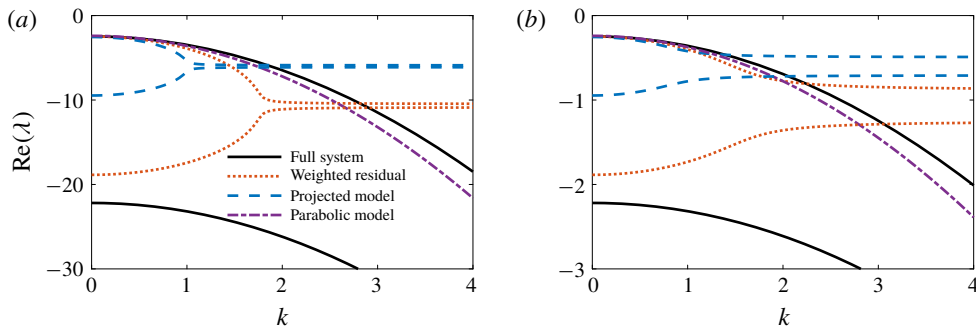 (a)
0
−10
−20
−30
Re(λ)
Full system
Weighted residual
Projected model
Parabolic model
0 1 2 3 4
k
(b)
0
−1
−2
−3
0 1 2 3 4
k